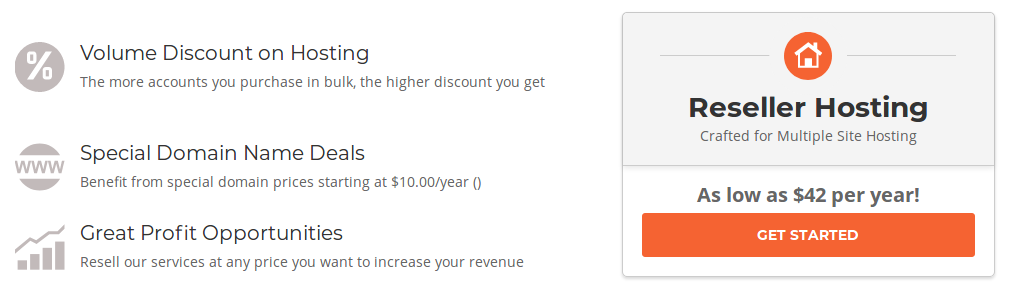 %
Volume Discount on Hosting
The more accounts you purchase in bulk, the higher discount you get
WWW
Special Domain Name Deals
Benefit from special domain prices starting at $10.00/year ()
Great Profit Opportunities
Resell our services at any price you want to increase your revenue
Reseller Hosting
Crafted for Multiple Site Hosting
As low as $42 per year!
GET STARTED